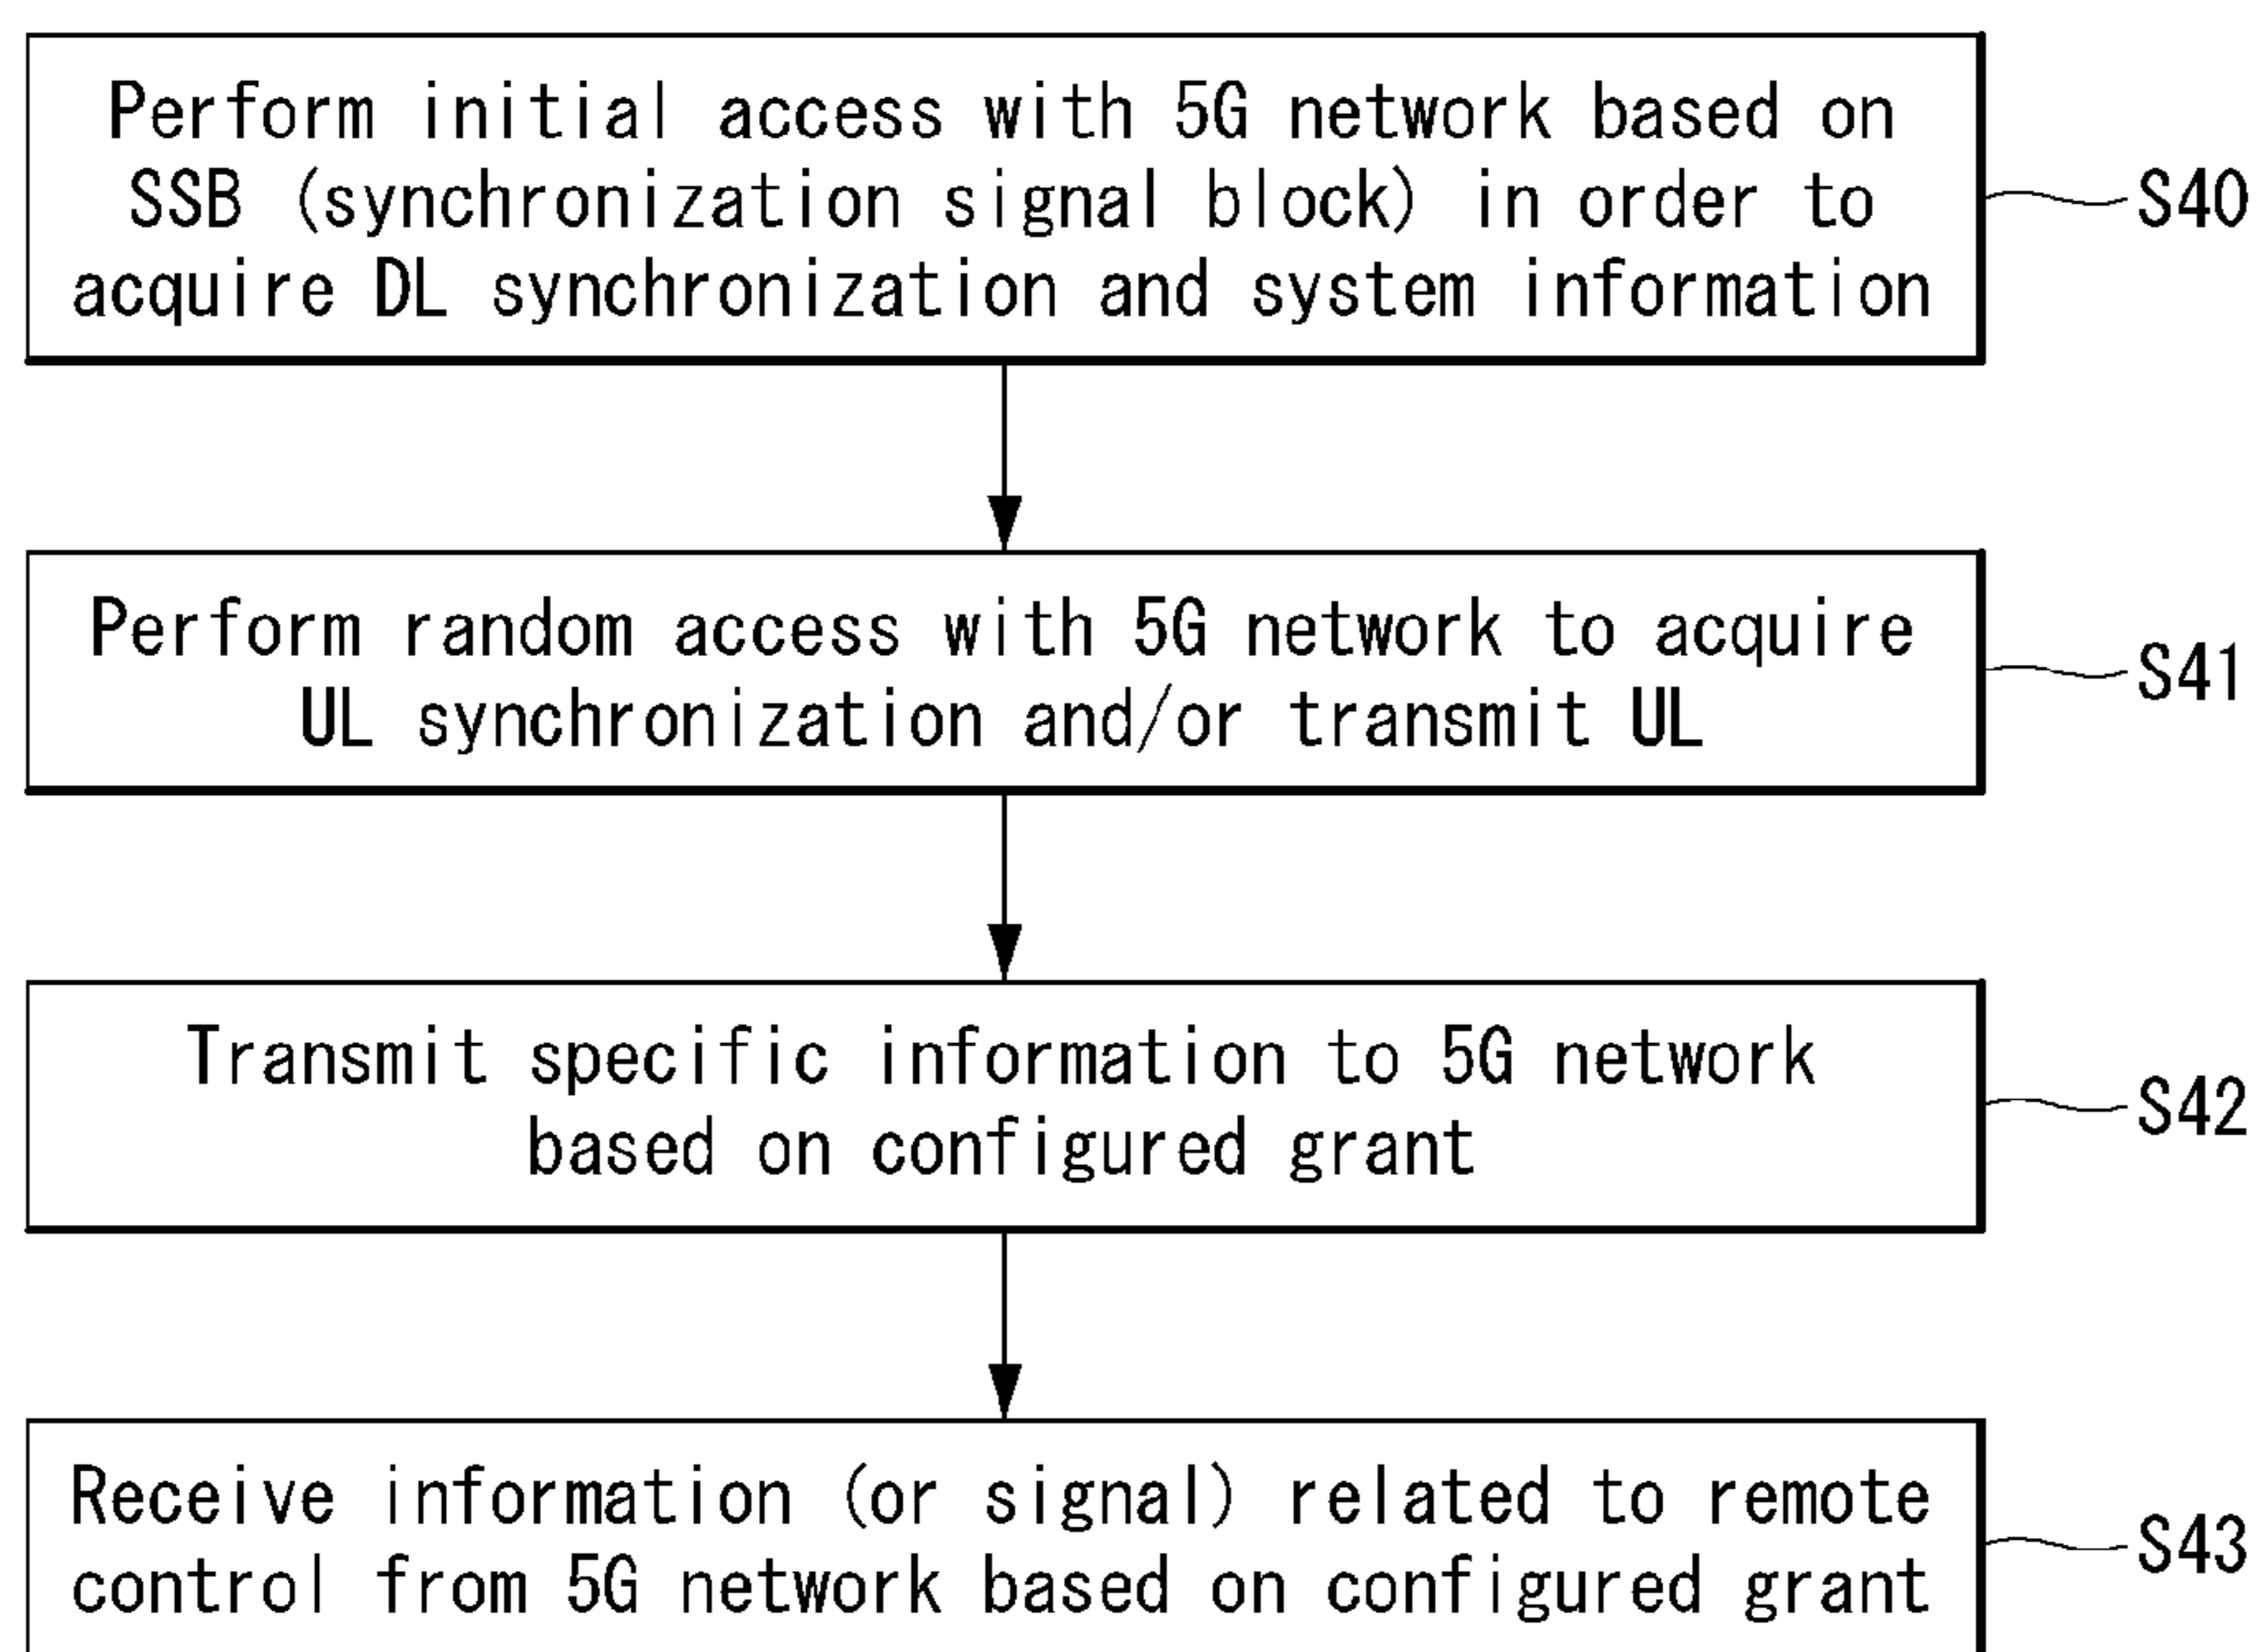 Perform initial access with 5G network based on
SSB (synchronization signal block) in order to
acquire DL synchronization and system information
S40
Perform random access with 5G network to acquire
UL synchronization and/or transmit UL
S41
Transmit specific information to 5G network
based on configured grant
S42
Receive information (or signal) related to remote
control from 5G network based on configured grant
S43